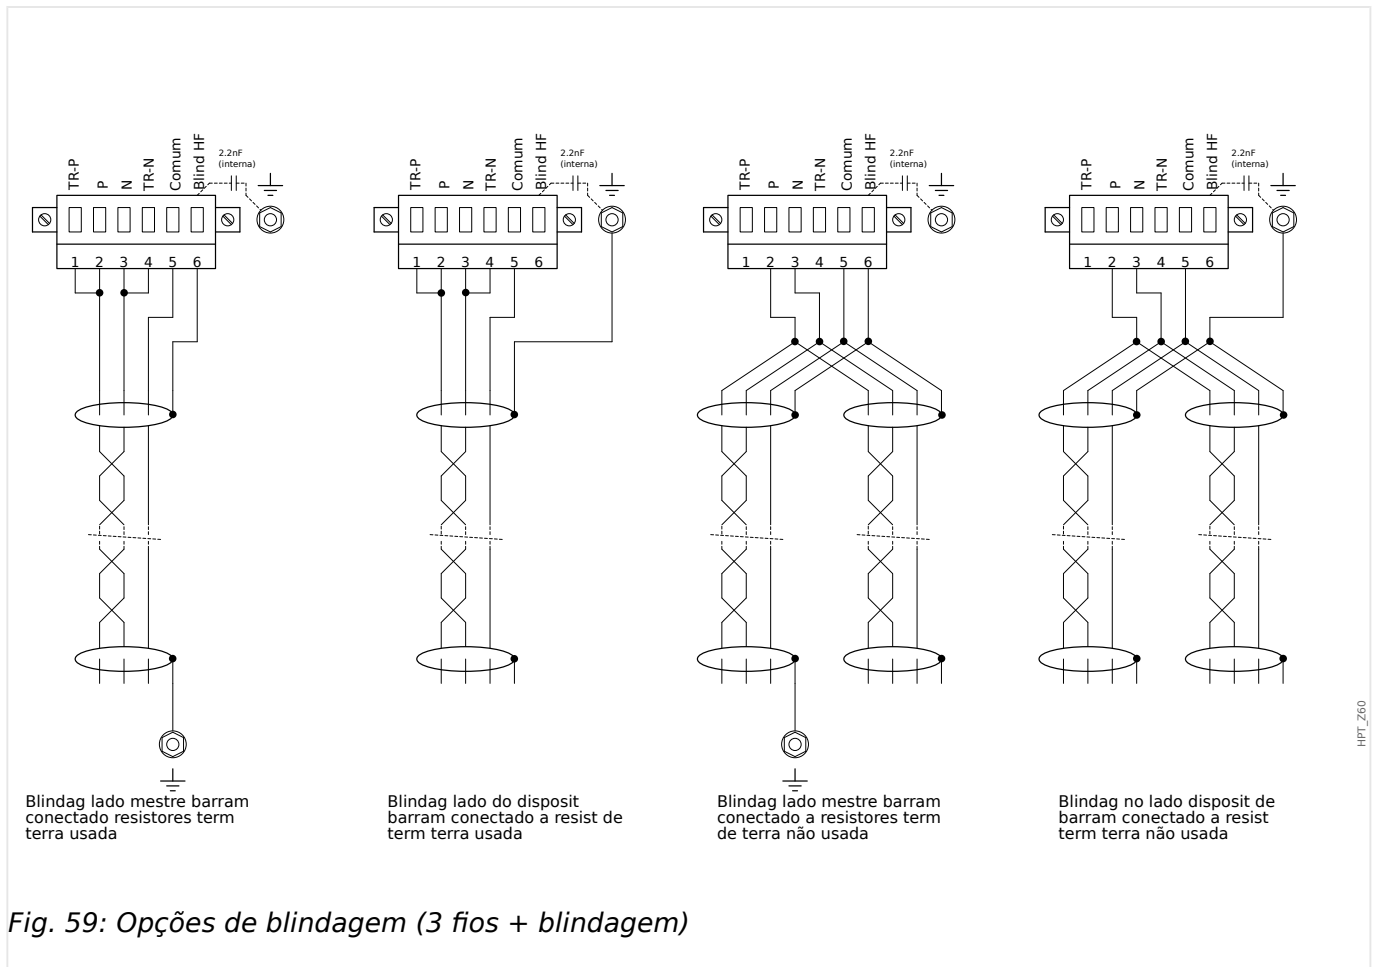 TR-P
P
N
TR-N
Comum
Blind HF
2.2nF
(interna)
1 2 3 4 5 6
TR-P
P
N
TR-N
Comum
Blind HF
2.2nF
(interna)
1 2 3 4 5 6
TR-P
P
N
TR-N
Comum
Blind HF
2.2nF
(interna)
1 2 3 4 5 6
TR-P
P
N
TR-N
Comum
Blind HF
2.2nF
(interna)
1 2 3 4 5 6
HPT_Z60
Blindag lado mestre barram
conectado resistores term
terra usada
Blindag lado do disposit
barram conectado a resist de
term terra usada
Blindag lado mestre barram
conectado a resistores term
de terra não usada
Blindag no lado disposit de
barram conectado a resist
term terra não usada
Fig. 59: Opções de blindagem (3 fios + blindagem)